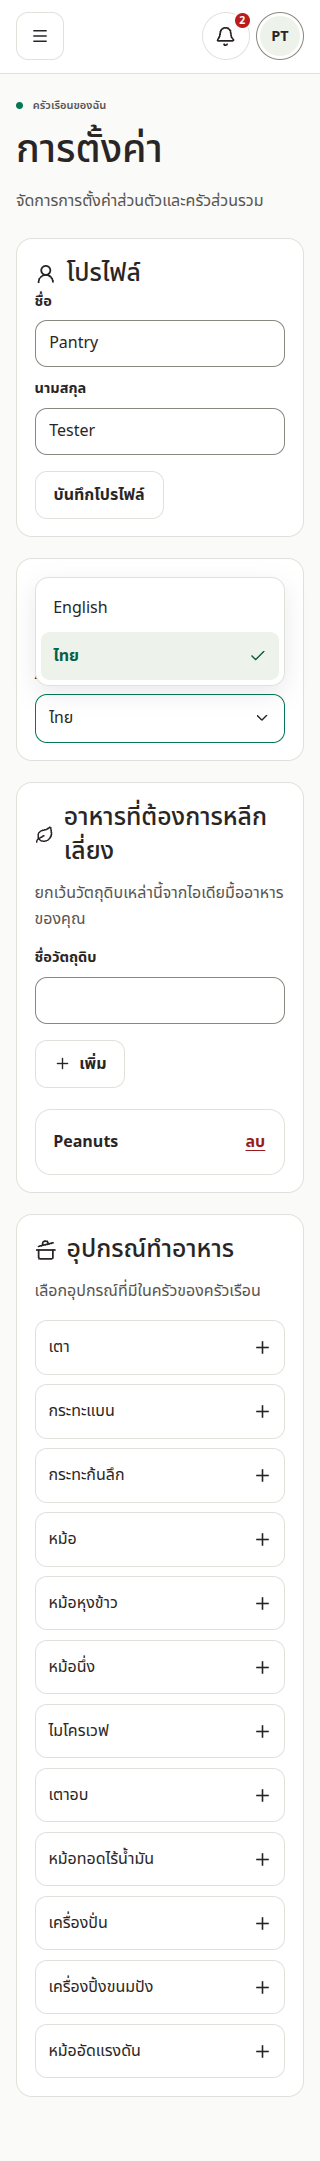 2
PT
ครัวเรือนของฉัน
การตั้งค่า
จัดการการตั้งค่าส่วนตัวและครัวส่วนรวม
โปรไฟล์
ชื่อ
Pantry
นามสกุล
Tester
บันทึกโปรไฟล์
English
ไทย
ไทย
อาหารที่ต้องการหลีก
เลี่ยง
ยกเว้นวัตถุดิบเหล่านี้จากไอเดียมื้ออาหาร
ของคุณ
ชื่อวัตถุดิบ
เพิ่ม
Peanuts
ลบ
อุปกรณ์ทำอาหาร
เลือกอุปกรณ์ที่มีในครัวของครัวเรือน
เตา
กระทะแบน
กระทะก้นลึก
หม้อ
หม้อหุงข้าว
หม้อนึ่ง
ไมโครเวฟ
เตาอบ
หม้อทอดไร้น้ำมัน
เครื่องปั่น
เครื่องปิ้งขนมปัง
หม้ออัดแรงดัน